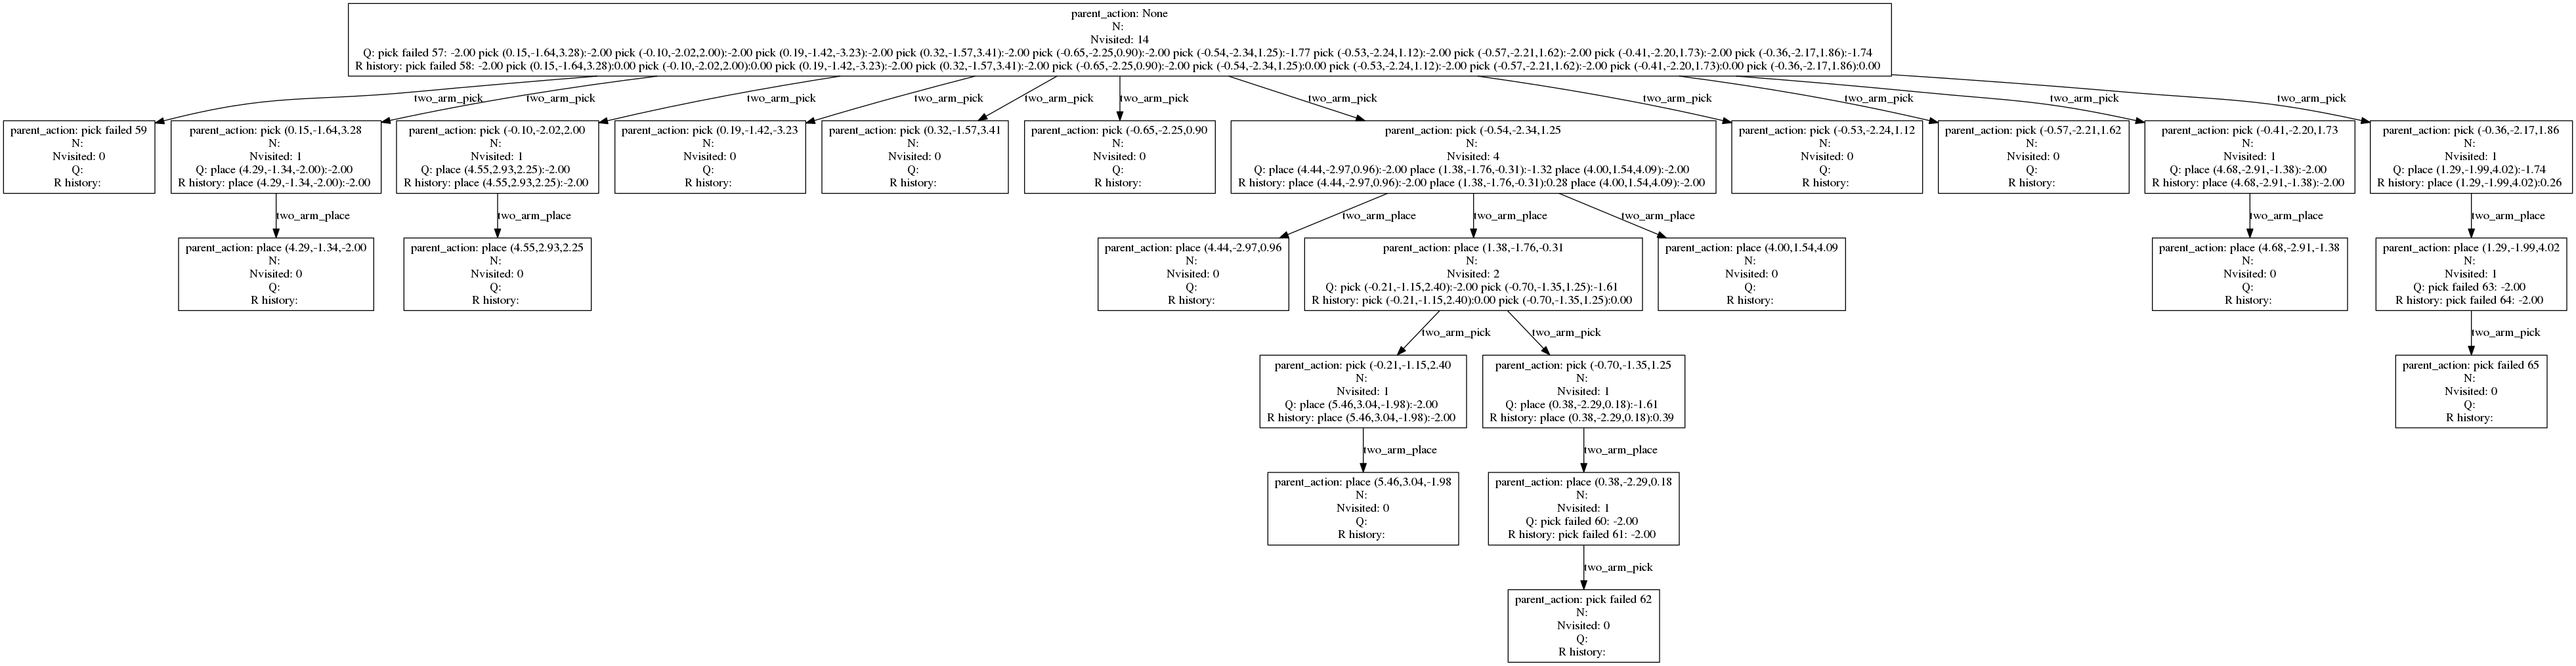 parent_action: None
N:
Nvisited: 14
Q: pick failed 57: -2.00 pick (0.15,-1.64,3.28):-2.00 pick (-0.10,-2.02,2.00):-2.00 pick (0.19,-1.42,-3.23):-2.00 pick (0.32,-1.57,3.41):-2.00 pick (-0.65,-2.25,0.90):-2.00 pick (-0.54,-2.34,1.25):-1.77 pick (-0.53,-2.24,1.12):-2.00 pick (-0.57,-2.21,1.62):-2.00 pick (-0.41,-2.20,1.73):-2.00 pick (-0.36,-2.17,1.86):-1.74
R history: pick failed 58: -2.00 pick (0.15,-1.64,3.28):0.00 pick (-0.10,-2.02,2.00):0.00 pick (0.19,-1.42,-3.23):-2.00 pick (0.32,-1.57,3.41):-2.00 pick (-0.65,-2.25,0.90):-2.00 pick (-0.54,-2.34,1.25):0.00 pick (-0.53,-2.24,1.12):-2.00 pick (-0.57,-2.21,1.62):-2.00 pick (-0.41,-2.20,1.73):0.00 pick (-0.36,-2.17,1.86):0.00
two_arm_pick
two_arm_pick
two_arm_pick
two_arm_pick
two_arm_pick
two_arm_pick
two_arm_pick
two_arm_pick
two_arm_pick
two_arm_pick
two_arm_pick
parent_action: pick failed 59
N:
Nvisited: 0
Q:
R history:
parent_action: pick (0.15,-1.64,3.28
N:
Nvisited: 1
Q: place (4.29,-1.34,-2.00):-2.00
R history: place (4.29,-1.34,-2.00):-2.00
parent_action: pick (-0.10,-2.02,2.00
N:
Nvisited: 1
Q: place (4.55,2.93,2.25):-2.00
R history: place (4.55,2.93,2.25):-2.00
parent_action: pick (0.19,-1.42,-3.23
N:
Nvisited: 0
Q:
R history:
parent_action: pick (0.32,-1.57,3.41
N:
Nvisited: 0
Q:
R history:
parent_action: pick (-0.65,-2.25,0.90
N:
Nvisited: 0
Q:
R history:
parent_action: pick (-0.54,-2.34,1.25
N:
Nvisited: 4
Q: place (4.44,-2.97,0.96):-2.00 place (1.38,-1.76,-0.31):-1.32 place (4.00,1.54,4.09):-2.00
R history: place (4.44,-2.97,0.96):-2.00 place (1.38,-1.76,-0.31):0.28 place (4.00,1.54,4.09):-2.00
parent_action: pick (-0.53,-2.24,1.12
N:
Nvisited: 0
Q:
R history:
parent_action: pick (-0.57,-2.21,1.62
N:
Nvisited: 0
Q:
R history:
parent_action: pick (-0.41,-2.20,1.73
N:
Nvisited: 1
Q: place (4.68,-2.91,-1.38):-2.00
R history: place (4.68,-2.91,-1.38):-2.00
parent_action: pick (-0.36,-2.17,1.86
N:
Nvisited: 1
Q: place (1.29,-1.99,4.02):-1.74
R history: place (1.29,-1.99,4.02):0.26
two_arm_place
two_arm_place
two_arm_place
two_arm_place
two_arm_place
two_arm_place
two_arm_place
parent_action: place (4.29,-1.34,-2.00
N:
Nvisited: 0
Q:
R history:
parent_action: place (4.55,2.93,2.25
N:
Nvisited: 0
Q:
R history:
parent_action: place (4.44,-2.97,0.96
N:
Nvisited: 0
Q:
R history:
parent_action: place (1.38,-1.76,-0.31
N:
Nvisited: 2
Q: pick (-0.21,-1.15,2.40):-2.00 pick (-0.70,-1.35,1.25):-1.61
R history: pick (-0.21,-1.15,2.40):0.00 pick (-0.70,-1.35,1.25):0.00
parent_action: place (4.00,1.54,4.09
N:
Nvisited: 0
Q:
R history:
parent_action: place (4.68,-2.91,-1.38
N:
Nvisited: 0
Q:
R history:
parent_action: place (1.29,-1.99,4.02
N:
Nvisited: 1
Q: pick failed 63: -2.00
R history: pick failed 64: -2.00
two_arm_pick
two_arm_pick
two_arm_pick
parent_action: pick (-0.21,-1.15,2.40
N:
Nvisited: 1
Q: place (5.46,3.04,-1.98):-2.00
R history: place (5.46,3.04,-1.98):-2.00
parent_action: pick (-0.70,-1.35,1.25
N:
Nvisited: 1
Q: place (0.38,-2.29,0.18):-1.61
R history: place (0.38,-2.29,0.18):0.39
parent_action: pick failed 65
N:
Nvisited: 0
Q:
R history:
two_arm_place
two_arm_place
parent_action: place (5.46,3.04,-1.98
N:
Nvisited: 0
Q:
R history:
parent_action: place (0.38,-2.29,0.18
N:
Nvisited: 1
Q: pick failed 60: -2.00
R history: pick failed 61: -2.00
two_arm_pick
parent_action: pick failed 62
N:
Nvisited: 0
Q:
R history: